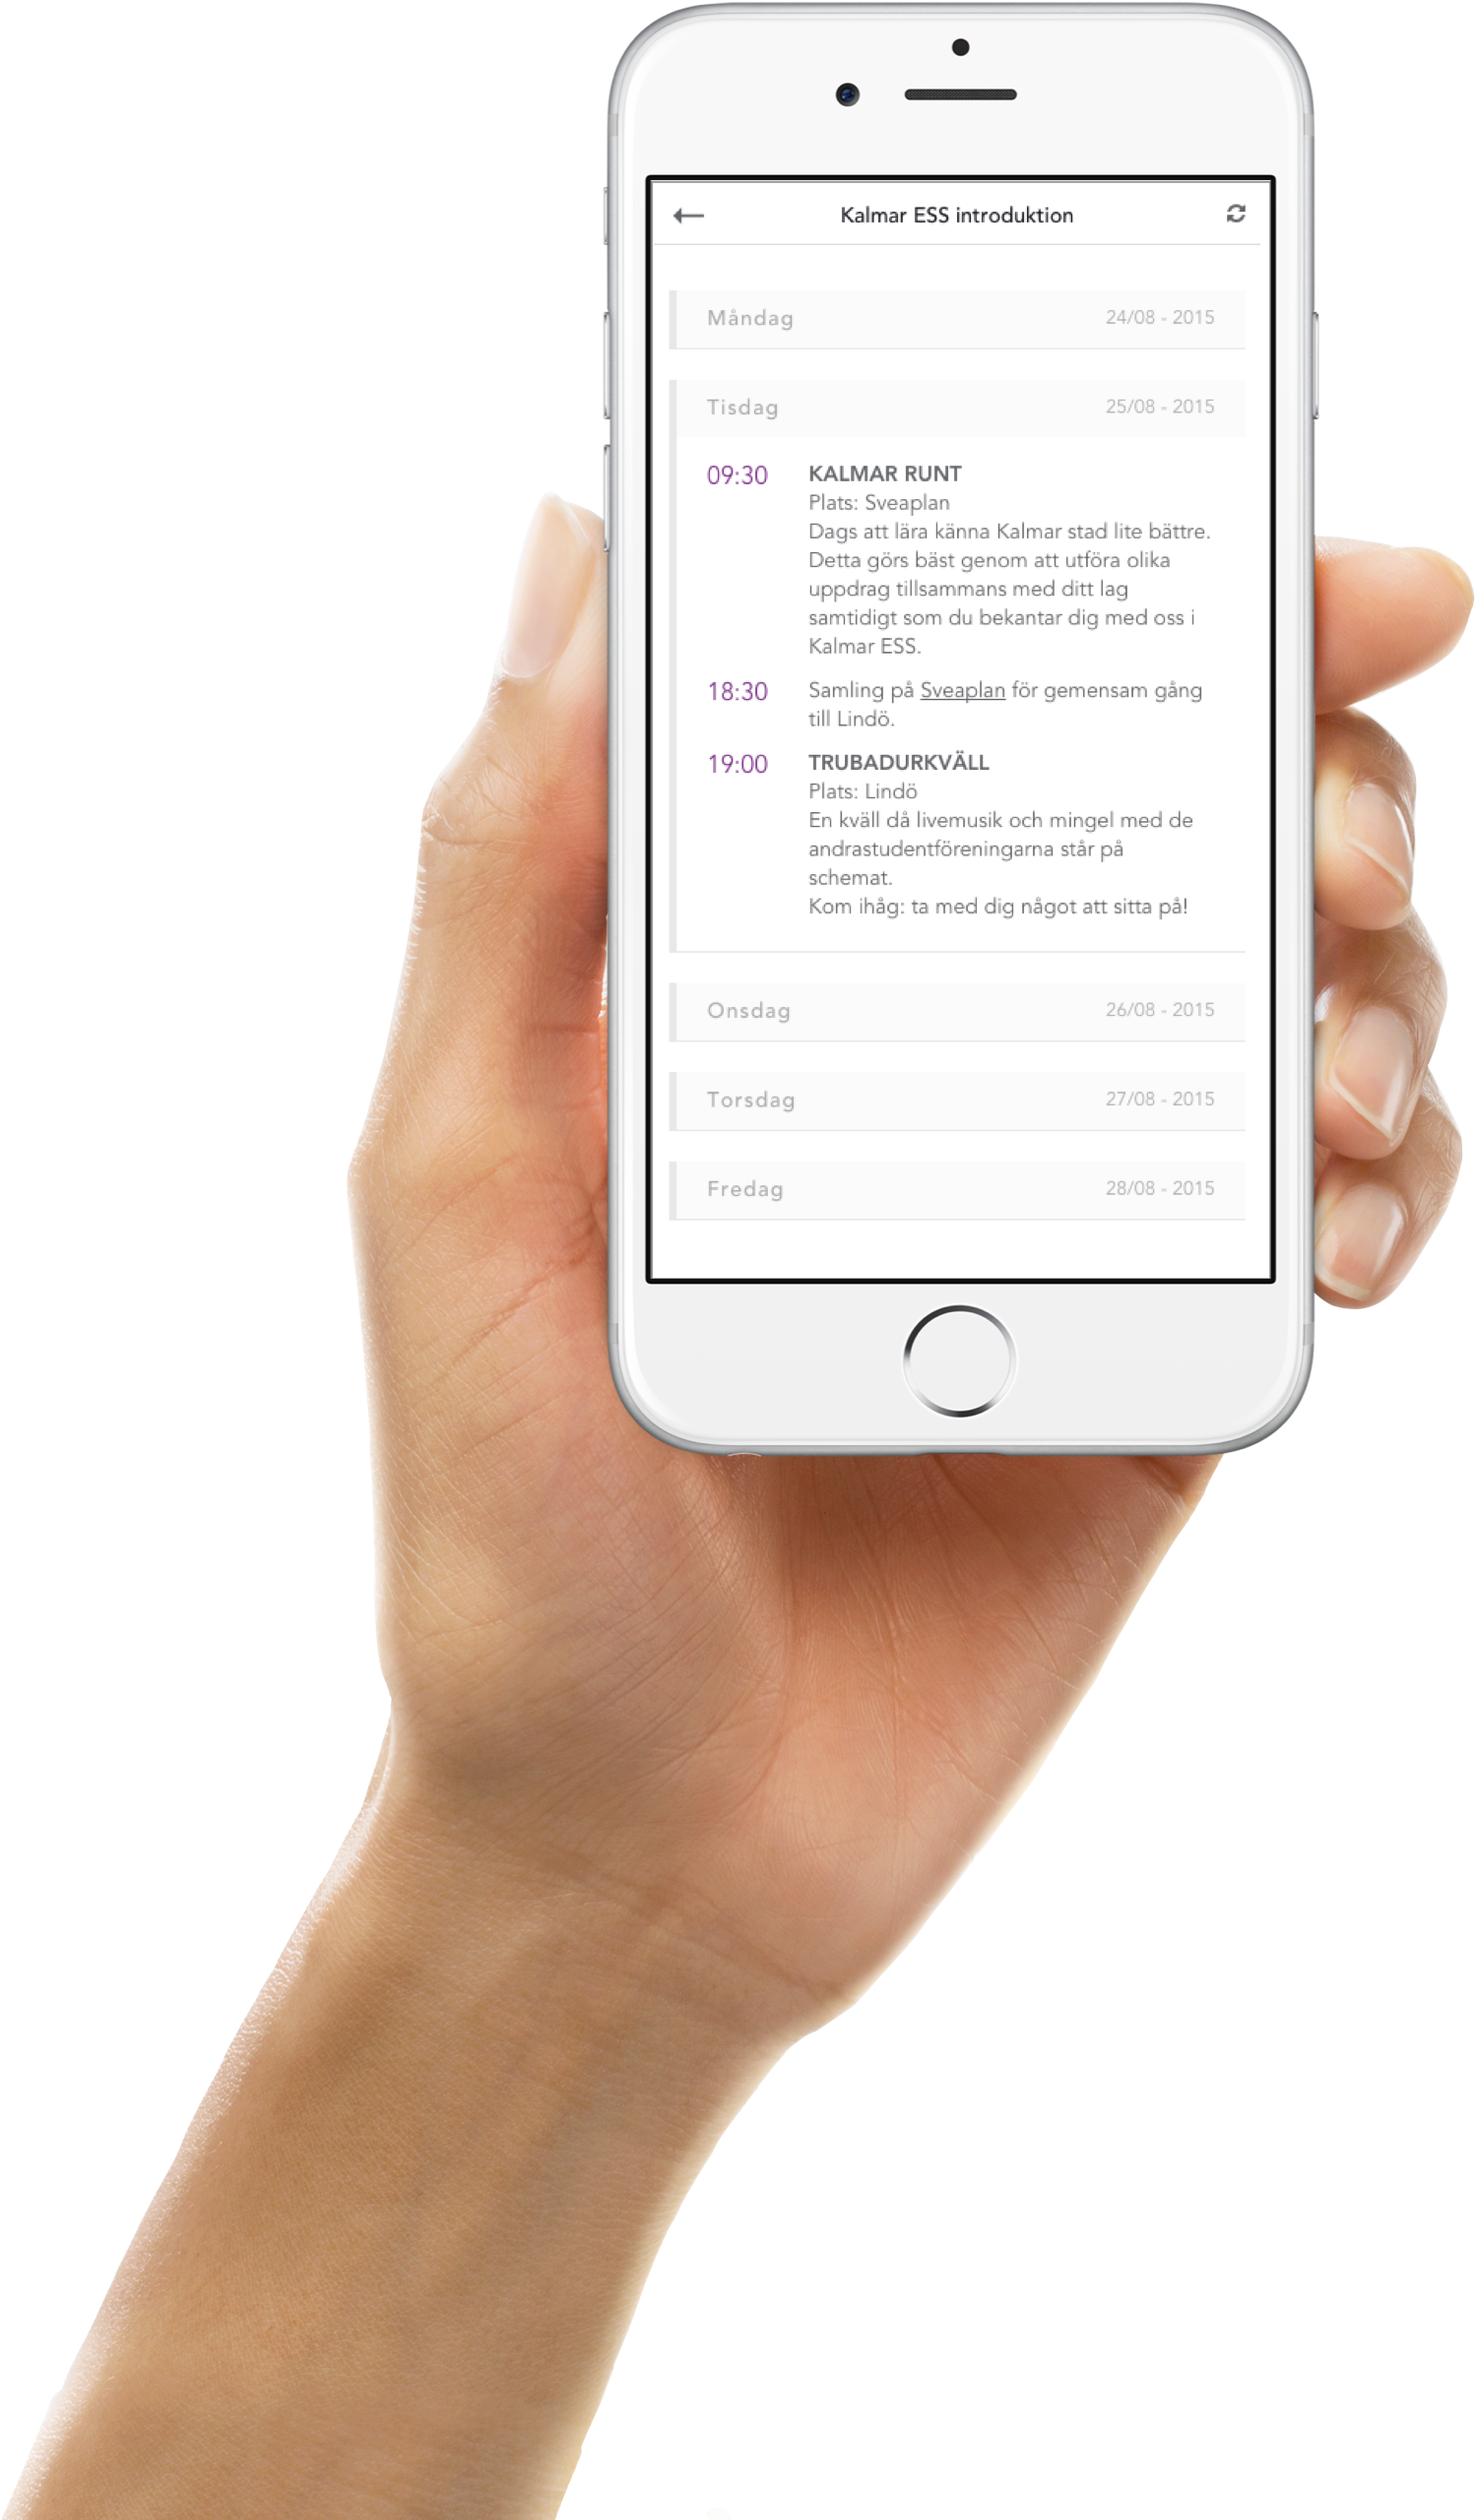 Kalmar ESS introduktion
Måndag 24/08 - 2015
Tisdag 25/08 - 2015
09:30 KALMAR RUNT
Plats: Sveaplan
Dags att lära känna Kalmar stad lite bättre.
Detta görs bäst genom att utföra olika
uppdrag tillsammans med ditt lag
samtidigt som du bekantar dig med oss i
Kalmar ESS.
18:30 Samling på Sveaplan för gemensam gång
till Lindö.
19:00 TRUBADURKVÄLL
Plats: Lindö
En kväll då livemusik och mingel med de
andrastudentföreningarna står på
schemat.
Kom ihåg: ta med dig något att sitta på!
Onsdag 26/08 - 2015
Torsdag 27/08 - 2015
Fredag 28/08 - 2015